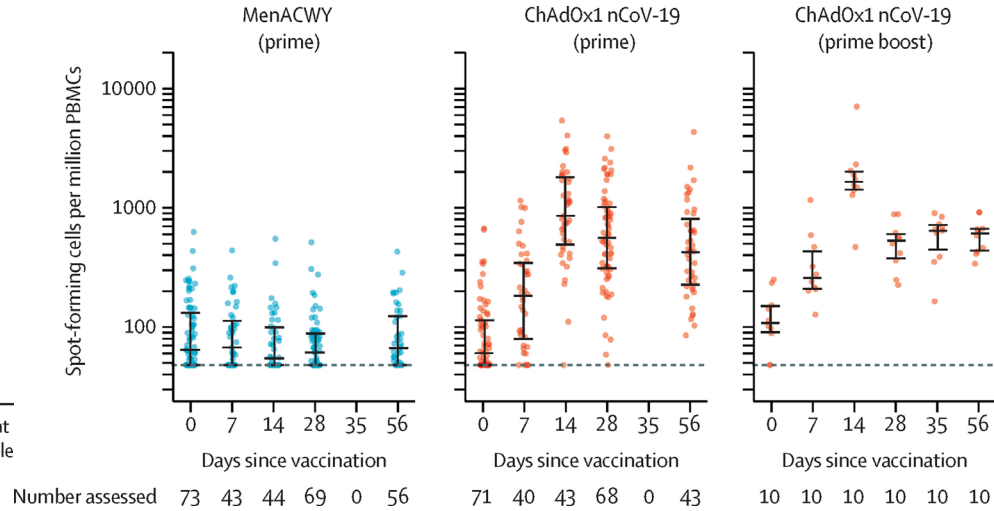 MenACWY
(prime)
ChAdOx1 nCoV-19
(prime)
ChAdOx1 nCoV-19
(prime boost)
Spot-forming cells per million PBMCs
10000
1000
100
0 7 14 28 35 56
0 7 14 28 35 56
0 7 14 28 35 56
Days since vaccination
Days since vaccination
Days since vaccination
Number assessed 73 43 44 69 0 56
71 40 43 68 0 43
10 10 10 10 10 10